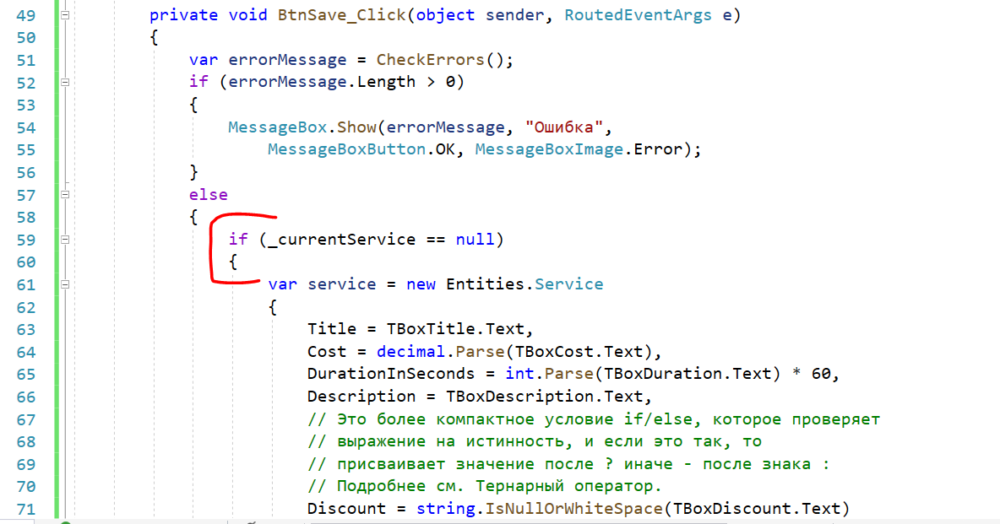 49 private void BtnSave_Click(object sender, RoutedEventArgs e)
50 {
51 var errorMessage = CheckErrors();
52 if (errorMessage.Length > 0)
53 {
54 MessageBox.Show(errorMessage, "Ошибка",
55 MessageBoxButton.OK, MessageBoxImage.Error);
56 }
57 else
58 {
59 if (_currentService == null)
60 {
61 var service = new Entities.Service
62 {
63 Title = TBoxTitle.Text,
64 Cost = decimal.Parse(TBoxCost.Text),
65 DurationInSeconds = int.Parse(TBoxDuration.Text) * 60,
66 Description = TBoxDescription.Text,
67 // Это более компактное условие if/else, которое проверяет
68 // выражение на истинность, и если это так, то
69 // присваивает значение после ? иначе - после знака :
70 // Подробнее см. Тернарный оператор.
71 Discount = string.IsNullOrWhiteSpace(TBoxDiscount.Text)